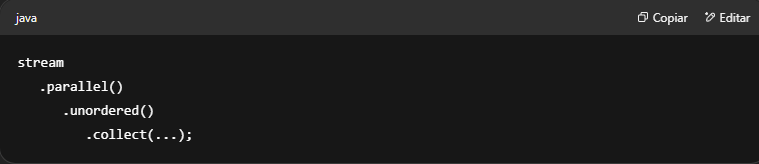 java Copiar Editar
stream
.parallel()
.unordered()
.collect(...);